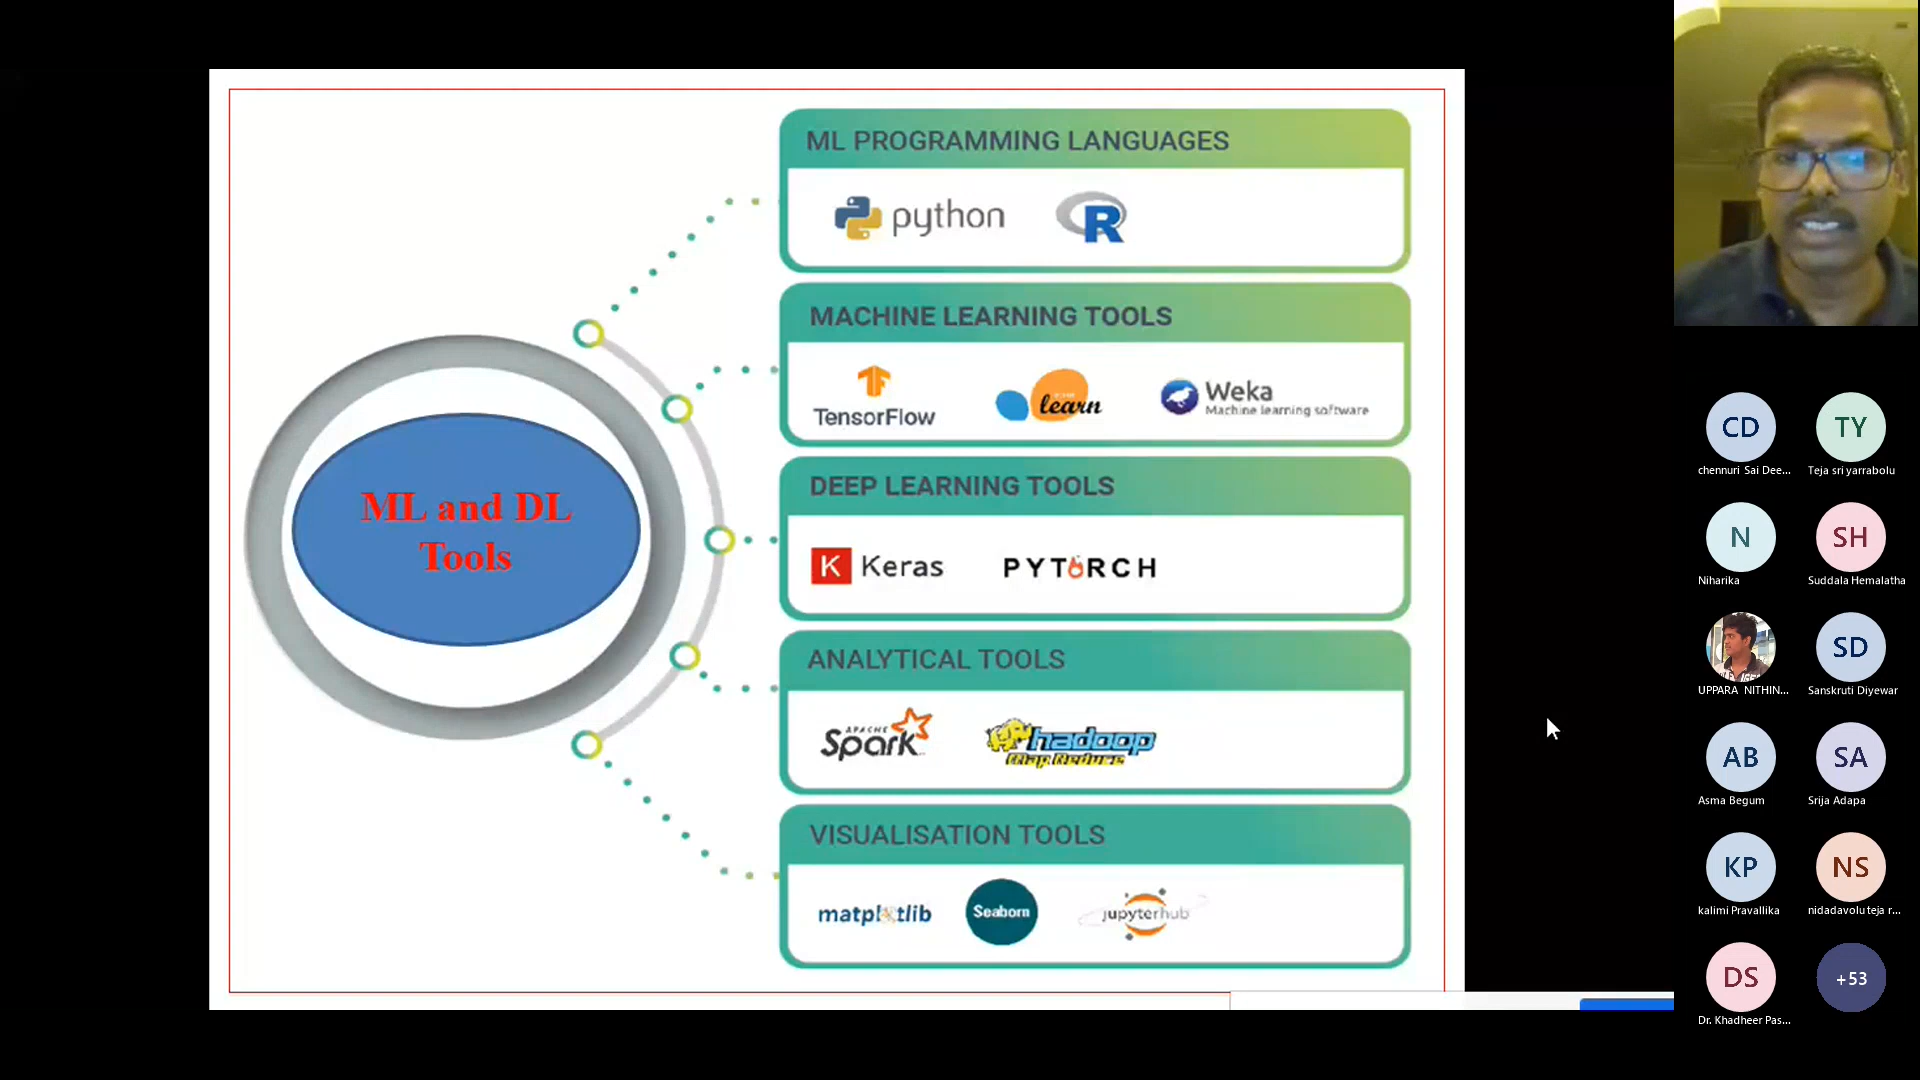 ML and DL
Tools
ML PROGRAMMING LANGUAGES
python
R
MACHINE LEARNING TOOLS
TensorFlow
learn
Weka
Machine learning software
DEEP LEARNING TOOLS
K Keras
PYTORCH
ANALYTICAL TOOLS
APACHE
Spark
hadoop
Map Reduce
VISUALISATION TOOLS
matplotlib
Seaborn
jupyterhub
CD
chennuri Sai Dee...
TY
Teja sri yarrabolu
N
Niharika
SH
Suddala Hemalatha
UPPARA NITHIN...
SD
Sanskruti Diyewar
AB
Asma Begum
SA
Srija Adapa
KP
kalimi Pravallika
NS
nidadavolu teja r...
DS
Dr. Khadheer Pas...
+53